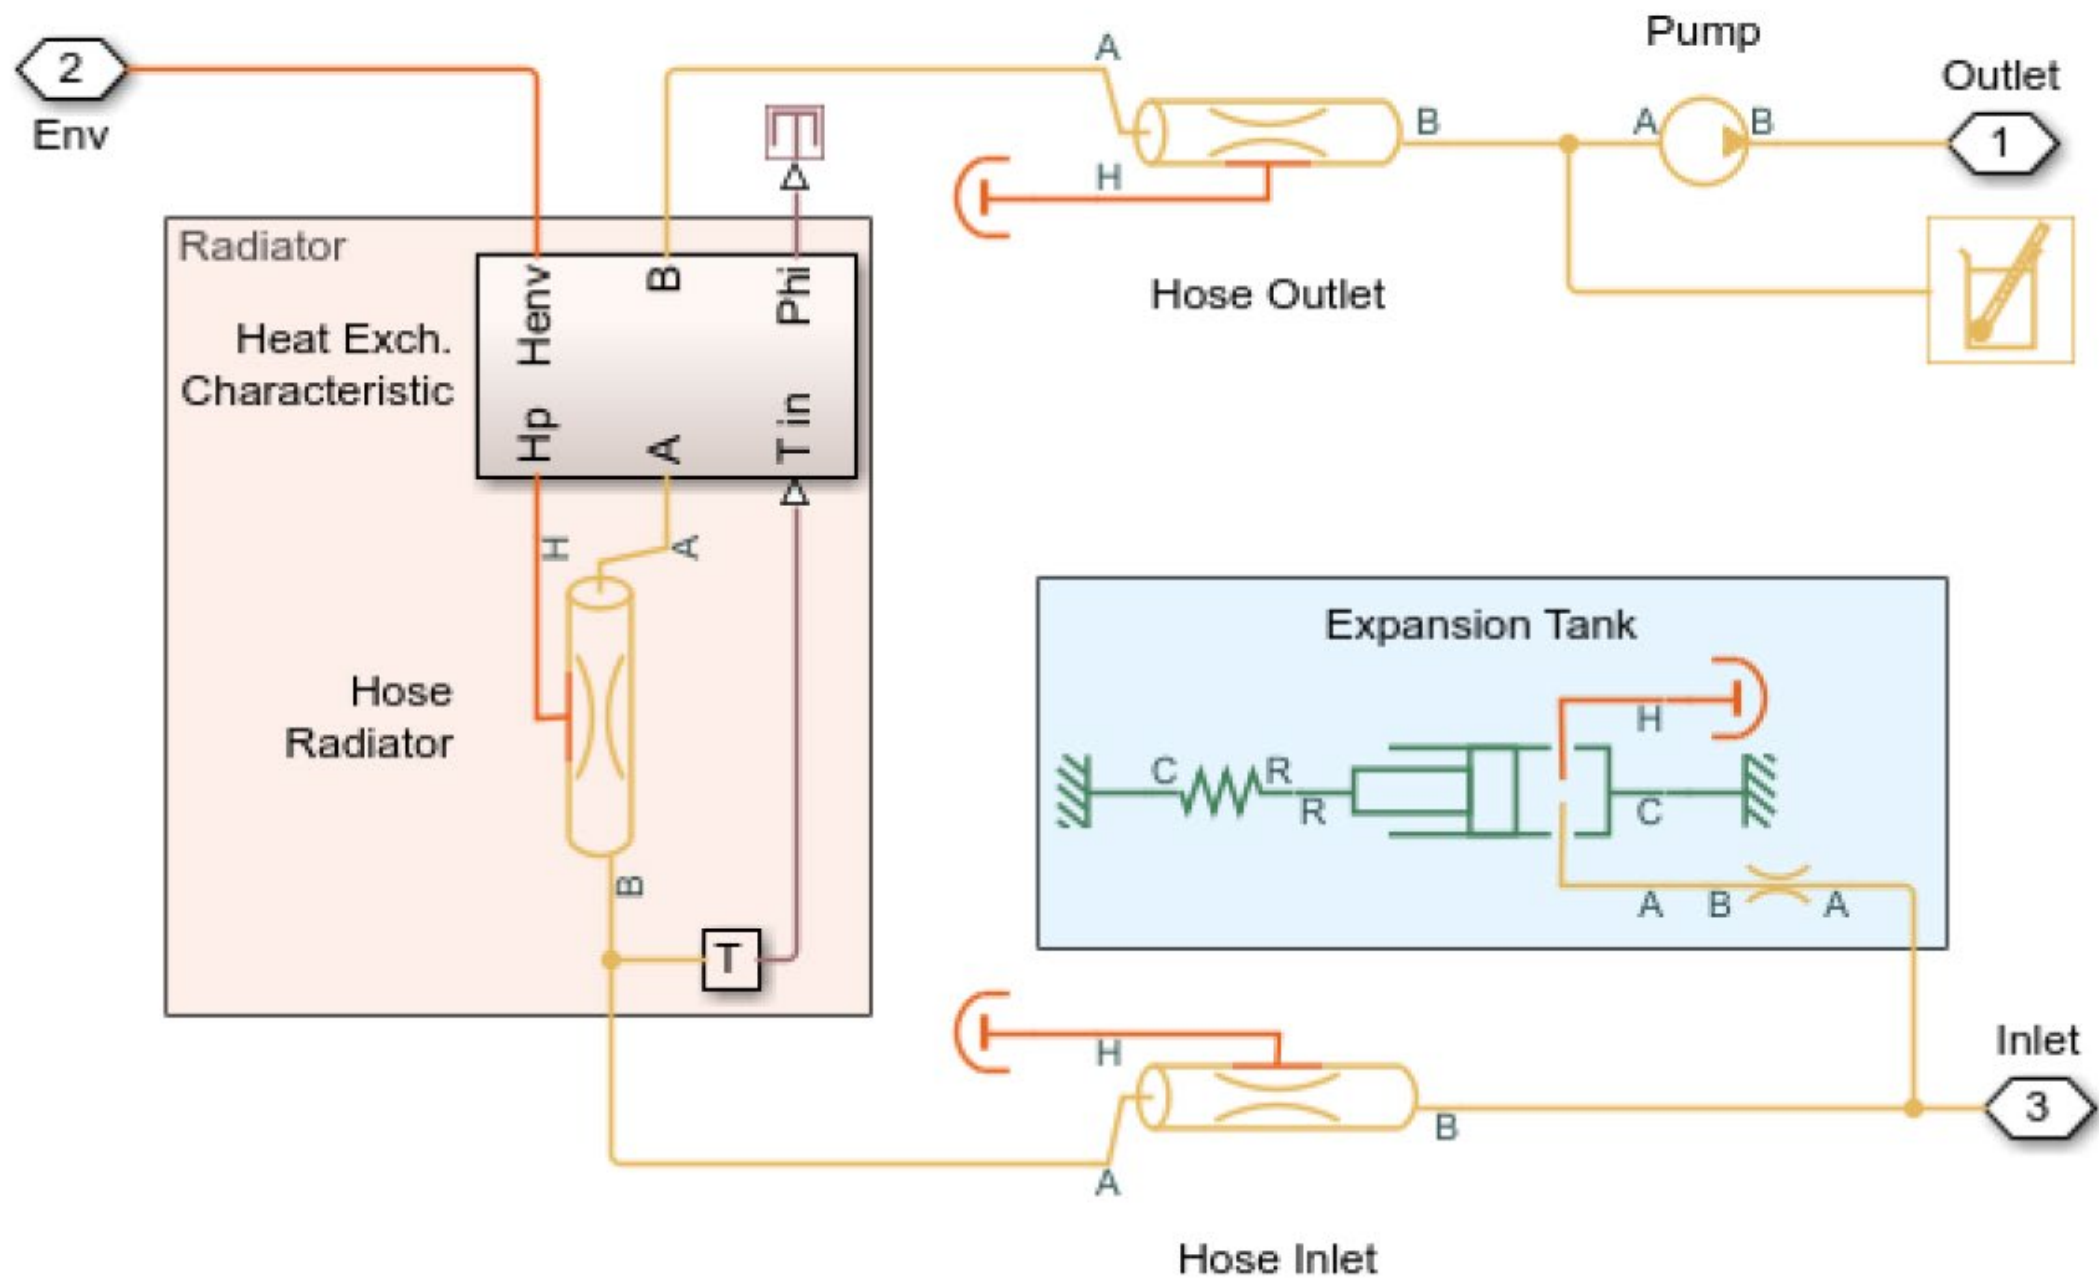 Pump
2
A
Outlet
Env
B
A
B
1
H
Radiator
Henv
B
Phi
Hose Outlet
Heat Exch.
Characteristic
Hp
A
T in
H
A
Expansion Tank
Hose
Radiator
H
C
R
R
C
B
A
B
A
T
H
Inlet
3
B
A
Hose Inlet